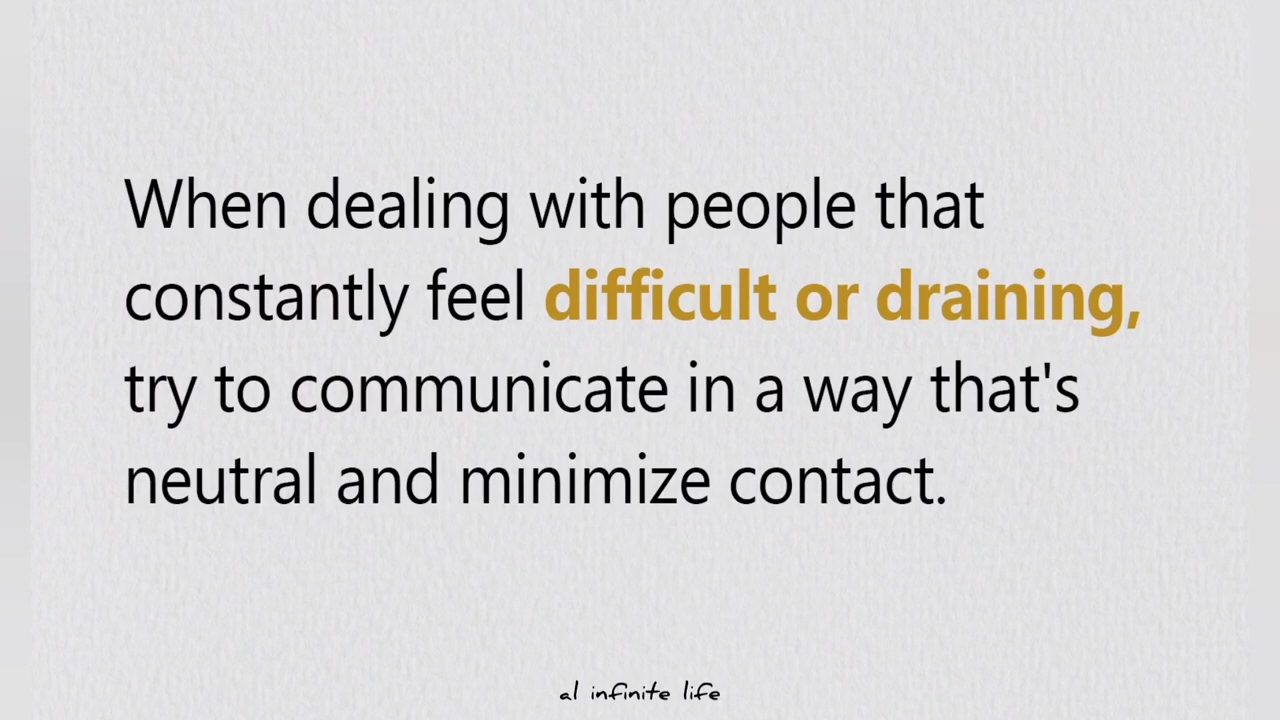 When dealing with people that
constantly feel difficult or draining,
try to communicate in a way that's
neutral and minimize contact.
al infinite life